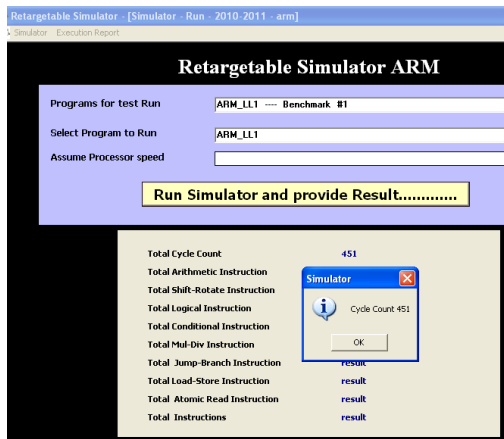 Retargetable Simulator - [Simulator - Run - 2010-2011 - arm]
Simulator Execution Report
Retargetable Simulator ARM
Programs for test Run ARM_LL1 ---- Benchmark #1
Select Program to Run ARM_LL1
Assume Processor speed
Run Simulator and provide Result.............
Total Cycle Count 451
Total Arithmetic Instruction
Simulator
Total Shift-Rotate Instruction
Total Logical Instruction
Cycle Count 451
Total Conditional Instruction
Total Mul-Div Instruction
OK
Total Jump-Branch Instruction result
Total Load-Store Instruction result
Total Atomic Read Instruction result
Total Instructions result